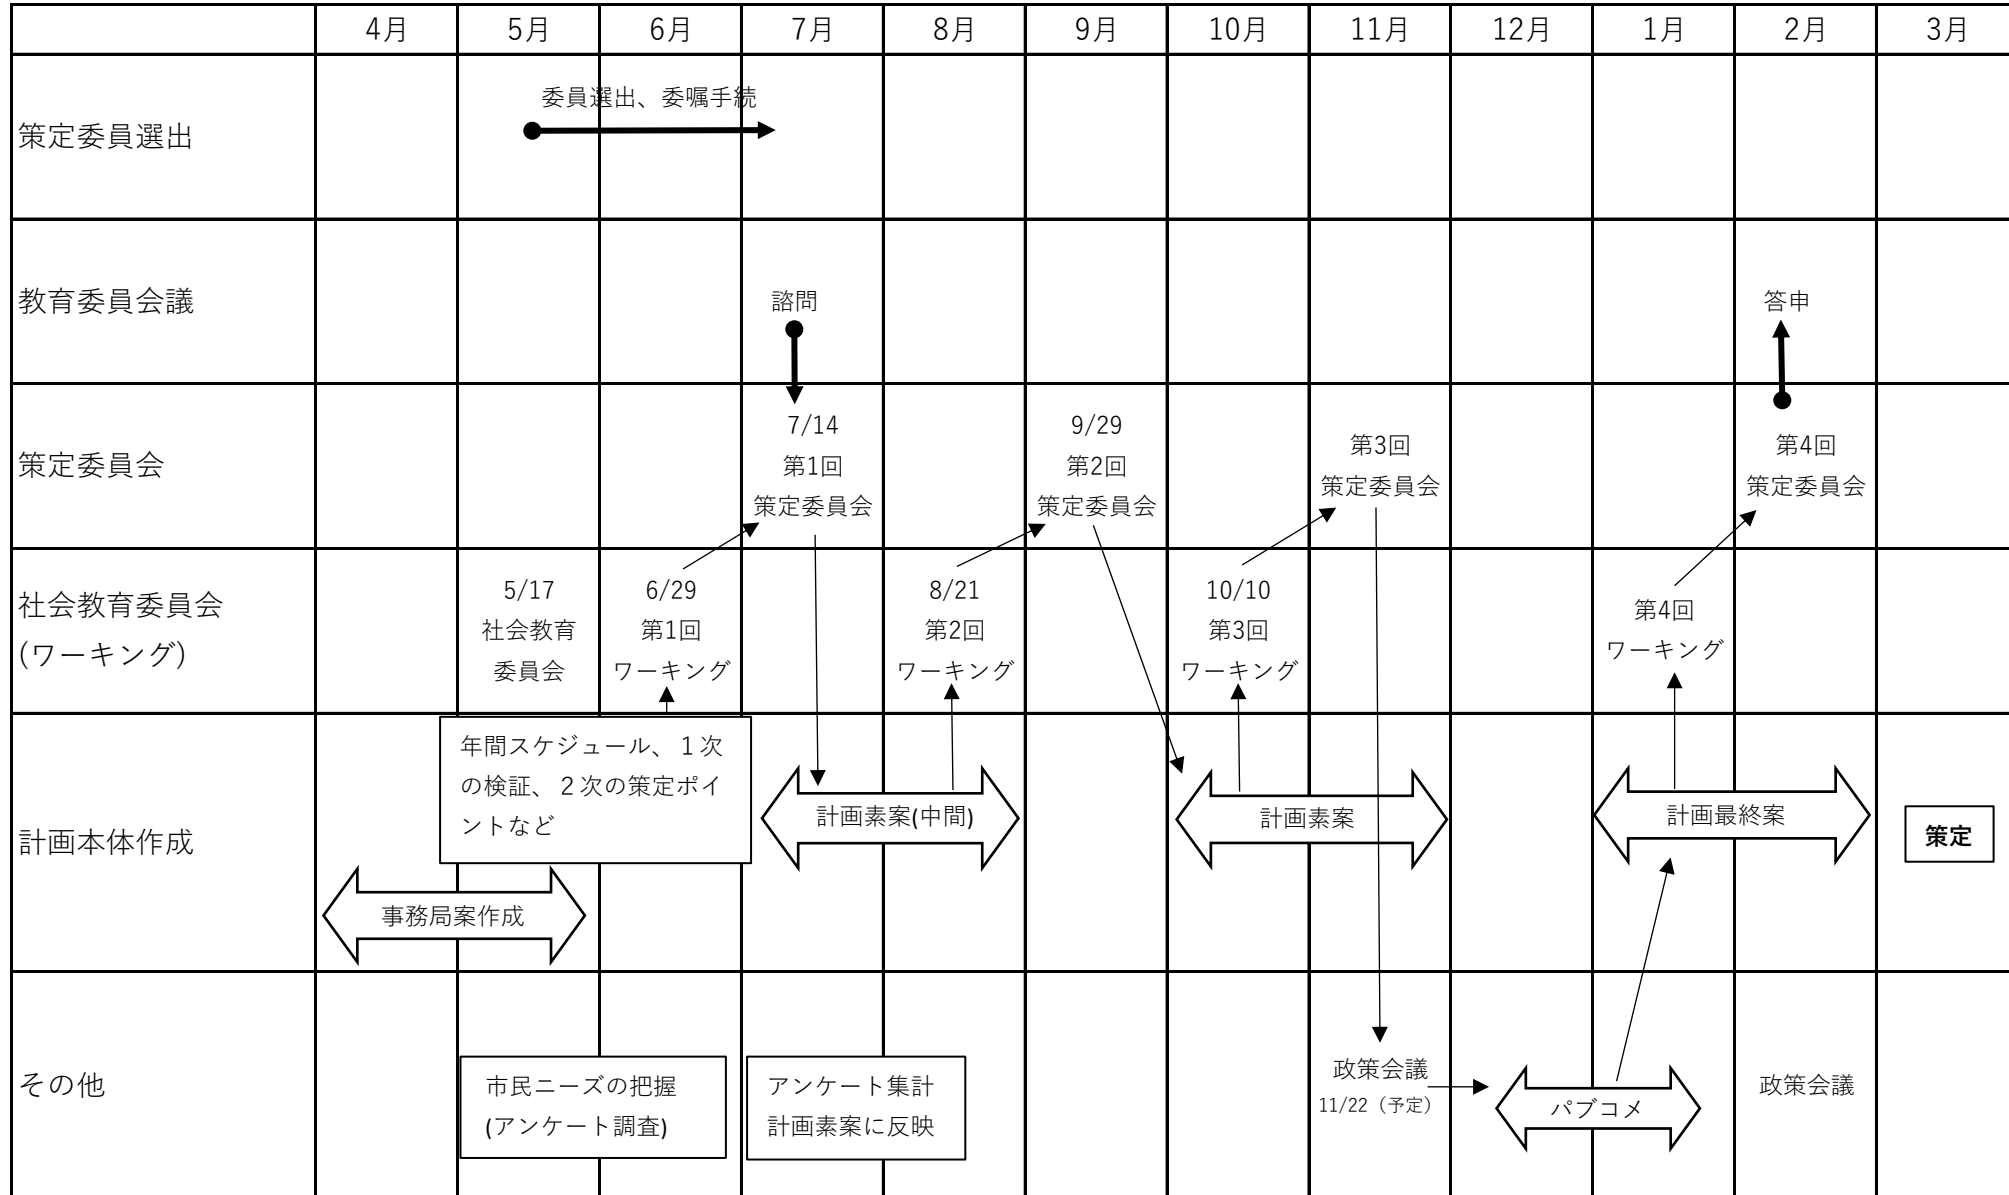 4月 5月 6月 7月 8月 9月 10月 11月 12月 1月 2月 3月
策定委員選出
委員選出、委嘱手続
教育委員会議
諮問
答申
策定委員会
7/14
第1回
策定委員会
9/29
第2回
策定委員会
第3回
策定委員会
第4回
策定委員会
社会教育委員会
(ワーキング)
5/17
社会教育
委員会
6/29
第1回
ワーキング
8/21
第2回
ワーキング
10/10
第3回
ワーキング
第4回
ワーキング
計画本体作成
年間スケジュール、１次
の検証、２次の策定ポイ
ントなど
事務局案作成
計画素案(中間)
計画素案
計画最終案
策定
その他
市民ニーズの把握
(アンケート調査)
アンケート集計
計画素案に反映
政策会議
11/22（予定）
パブコメ
政策会議